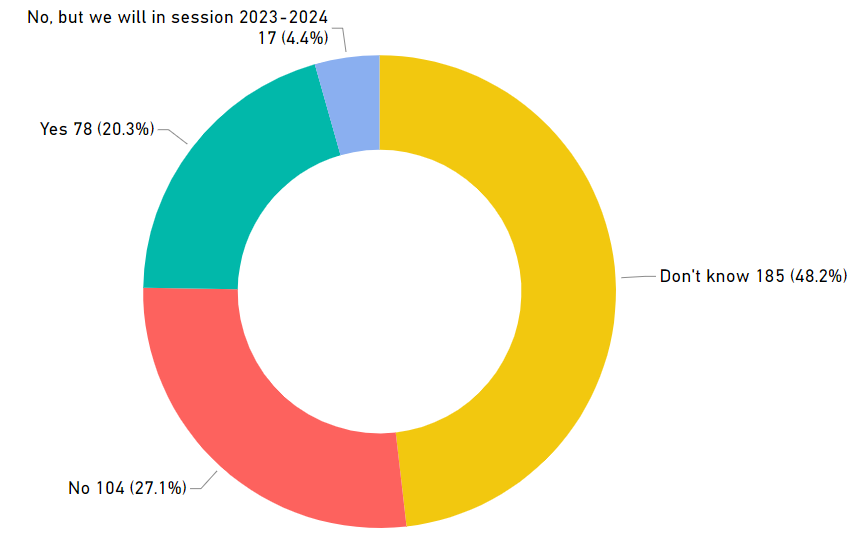 No, but we will in session 2023-2024
17 (4.4%)
Yes 78 (20.3%)
Don't know 185 (48.2%)
No 104 (27.1%)